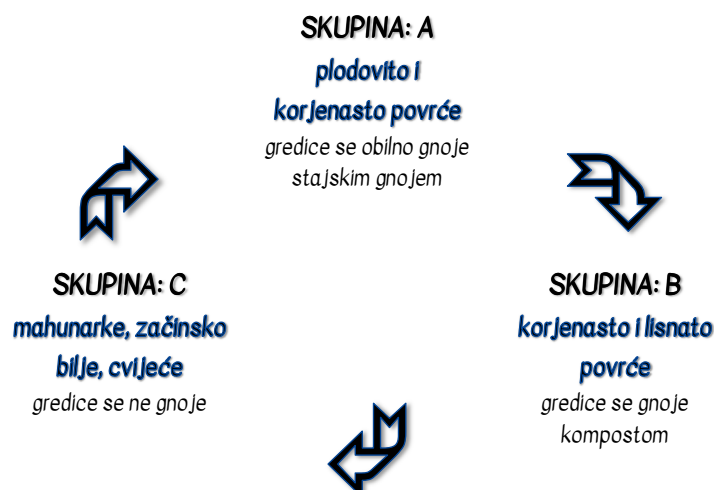 SKUPINA: A
plodovito i
korjenasto povrće
gredice se obilno gnoje
stajskim gnojem
SKUPINA: C
mahunarke, začinsko
bilje, cvijeće
gredice se ne gnoje
SKUPINA: B
korjenasto i lisnato
povrće
gredice se gnoje
kompostom